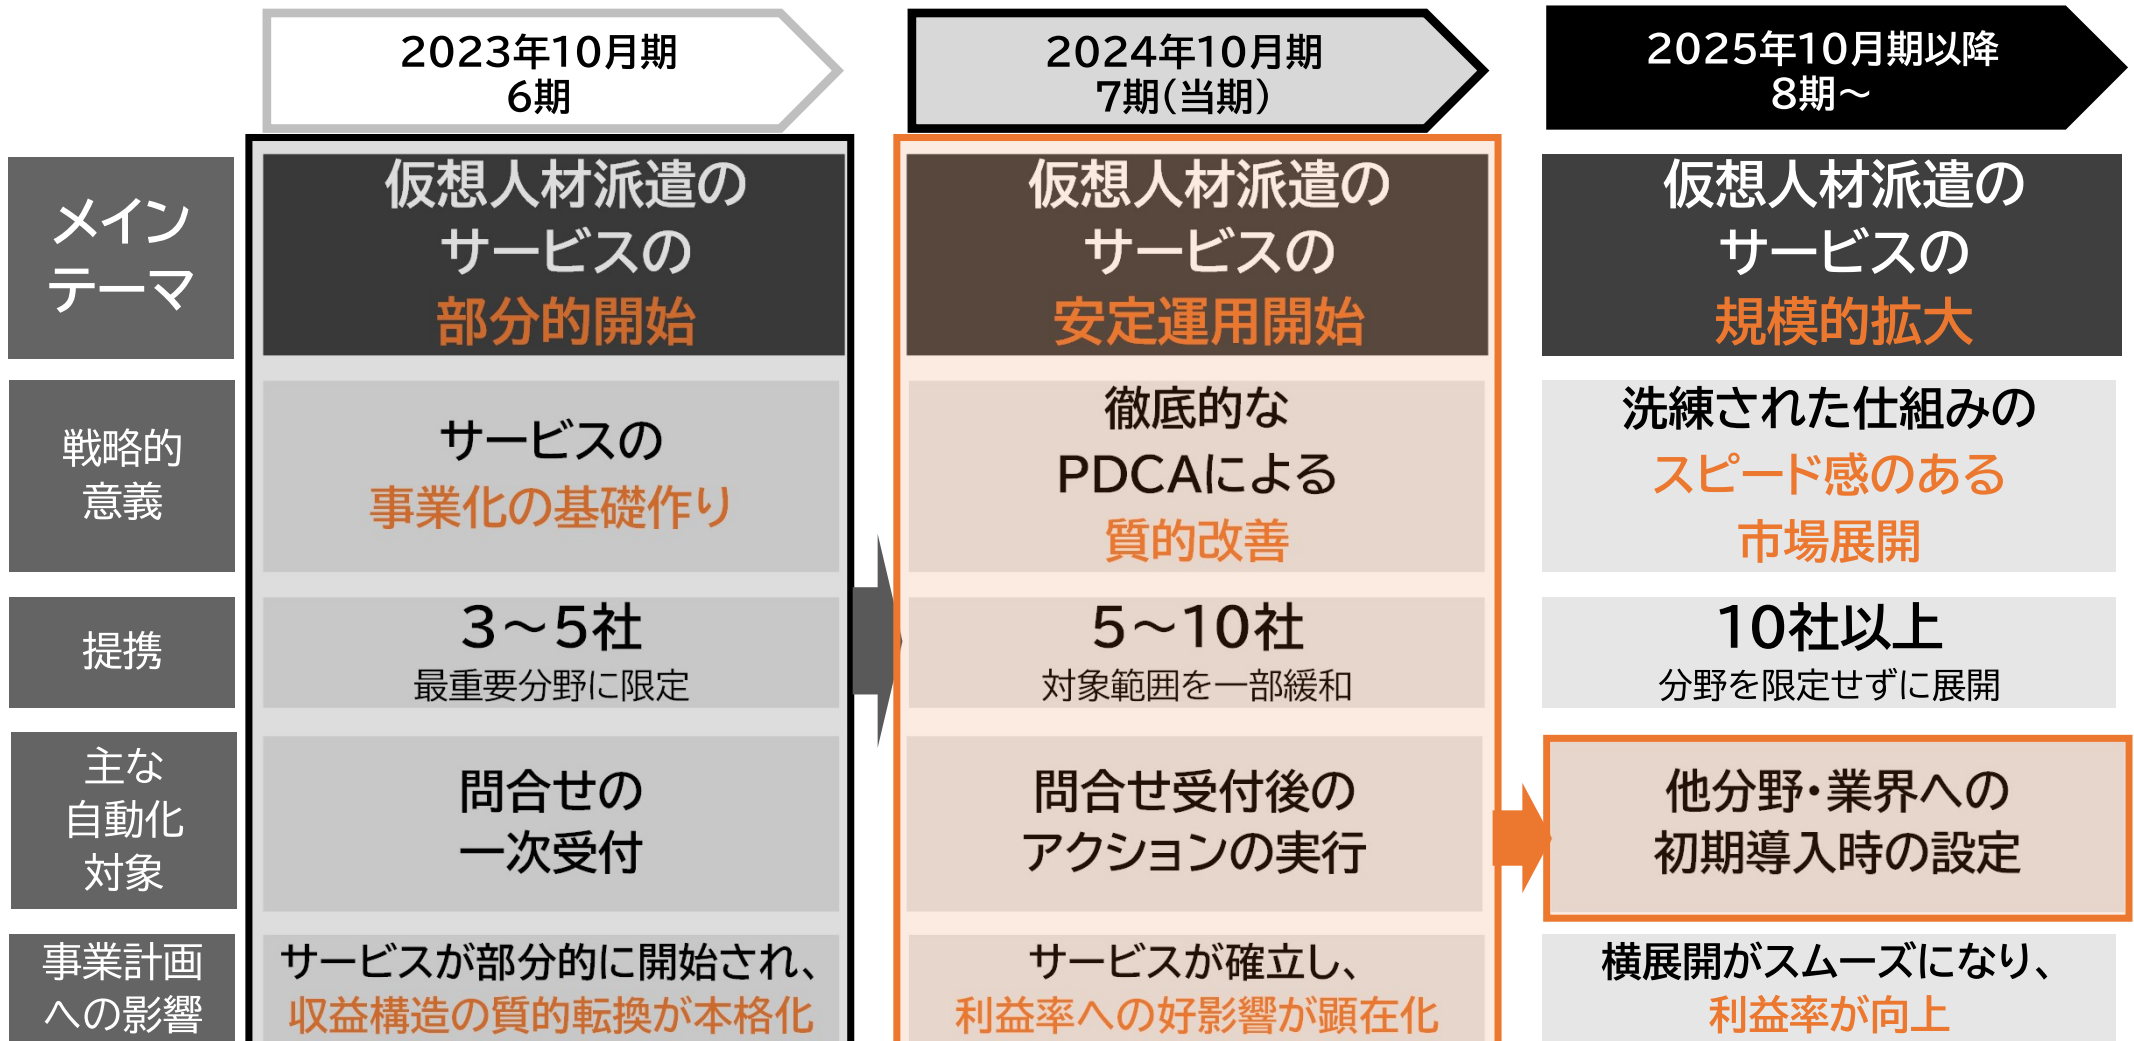 2023年10月期
6期
2024年10月期
7期(当期)
2025年10月期以降
8期～
メイン
テーマ
仮想人材派遣の
サービスの
部分的開始
仮想人材派遣の
サービスの
安定運用開始
仮想人材派遣の
サービスの
規模的拡大
戦略的
意義
サービスの
事業化の基礎作り
徹底的な
PDCAによる
質的改善
洗練された仕組みの
スピード感のある
市場展開
提携
3～5社
最重要分野に限定
5～10社
対象範囲を一部緩和
10社以上
分野を限定せずに展開
主な
自動化
対象
問合せの
一次受付
問合せ受付後の
アクションの実行
他分野・業界への
初期導入時の設定
事業計画
への影響
サービスが部分的に開始され、
収益構造の質的転換が本格化
サービスが確立し、
利益率への好影響が顕在化
横展開がスムーズになり、
利益率が向上